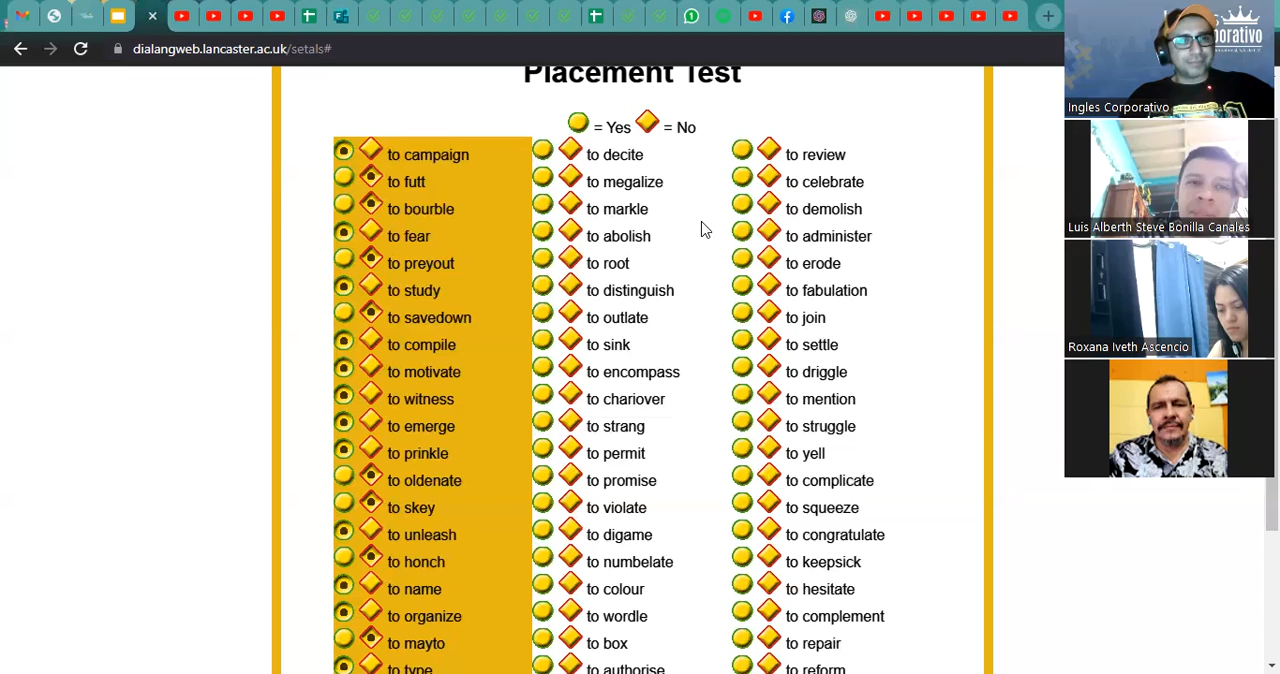 dialangweb.lancaster.ac.uk/setals#
Placement Test
= Yes = No
to campaign
to futt
to bourble
to fear
to preyout
to study
to savedown
to compile
to motivate
to witness
to emerge
to prinkle
to oldenate
to skey
to unleash
to honch
to name
to organize
to mayto
to type
to decite
to megalize
to markle
to abolish
to root
to distinguish
to outlate
to sink
to encompass
to chariover
to strang
to permit
to promise
to violate
to digame
to numbelate
to colour
to wordle
to box
to authorise
to review
to celebrate
to demolish
to administer
to erode
to fabulation
to join
to settle
to driggle
to mention
to struggle
to yell
to complicate
to squeeze
to congratulate
to keepsick
to hesitate
to complement
to repair
to reform
Ingles Corporativo
Luis Alberth Steve Bonilla Canales
Roxana Iveth Ascencio